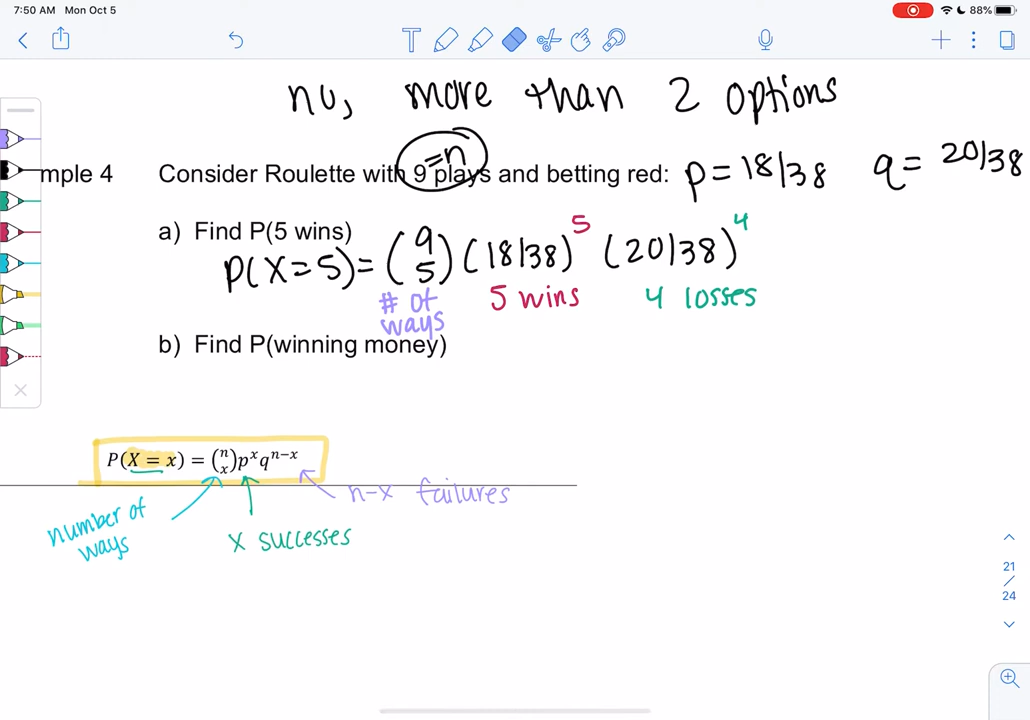 7:50 AM Mon Oct 5
88%
no, more than 2 options
=n
mple 4 Consider Roulette with 9 plays and betting red: p = 18/38 q = 20/38
a) Find P(5 wins)
P(X=5) = (9 5) (18/38)^5 (20/38)^4
# of ways
5 wins
4 losses
b) Find P(winning money)
P(X = x) = (n x) p^x q^{n-x}
n-x failures
number of
ways
x successes
21
/
24